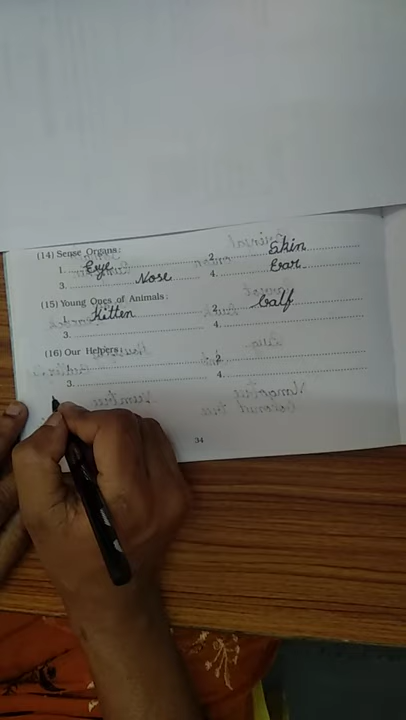 (14) Sense Organs :
1. Eye 2. Skin
3. Nose 4. Ear
(15) Young Ones of Animals :
1. Kitten 2. Calf
3. 4.
(16) Our Helpers :
1. 2.
3. 4.
34